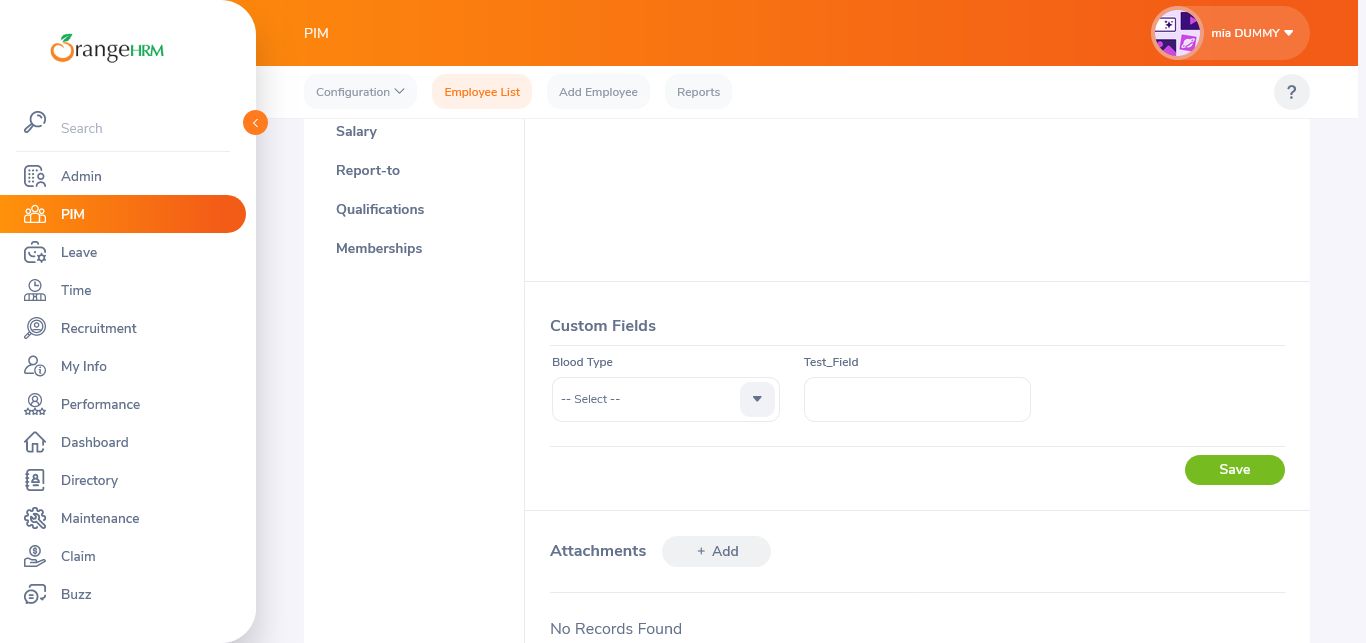 OrangeHRM
Search
Admin
PIM
Leave
Time
Recruitment
My Info
Performance
Dashboard
Directory
Maintenance
Claim
Buzz
PIM
mia DUMMY
Configuration
Employee List
Add Employee
Reports
?
Salary
Report-to
Qualifications
Memberships
Custom Fields
Blood Type
Test_Field
-- Select --
Save
Attachments
+ Add
No Records Found